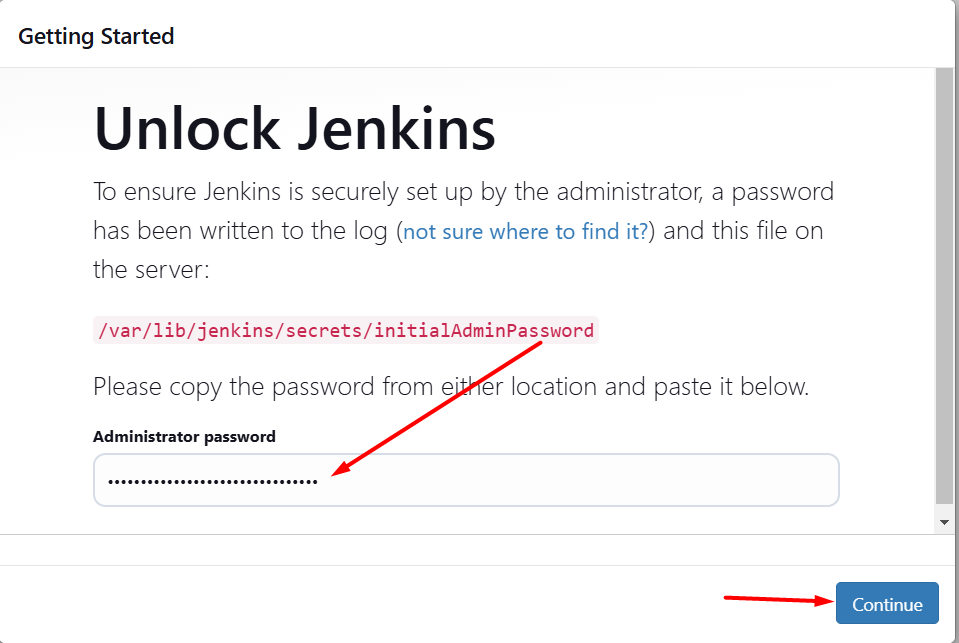 Getting Started
Unlock Jenkins
To ensure Jenkins is securely set up by the administrator, a password
has been written to the log (not sure where to find it?) and this file on
the server:
/var/lib/jenkins/secrets/initialAdminPassword
Please copy the password from either location and paste it below.
Administrator password
••••••••••••••••••••••••••••••••
Continue